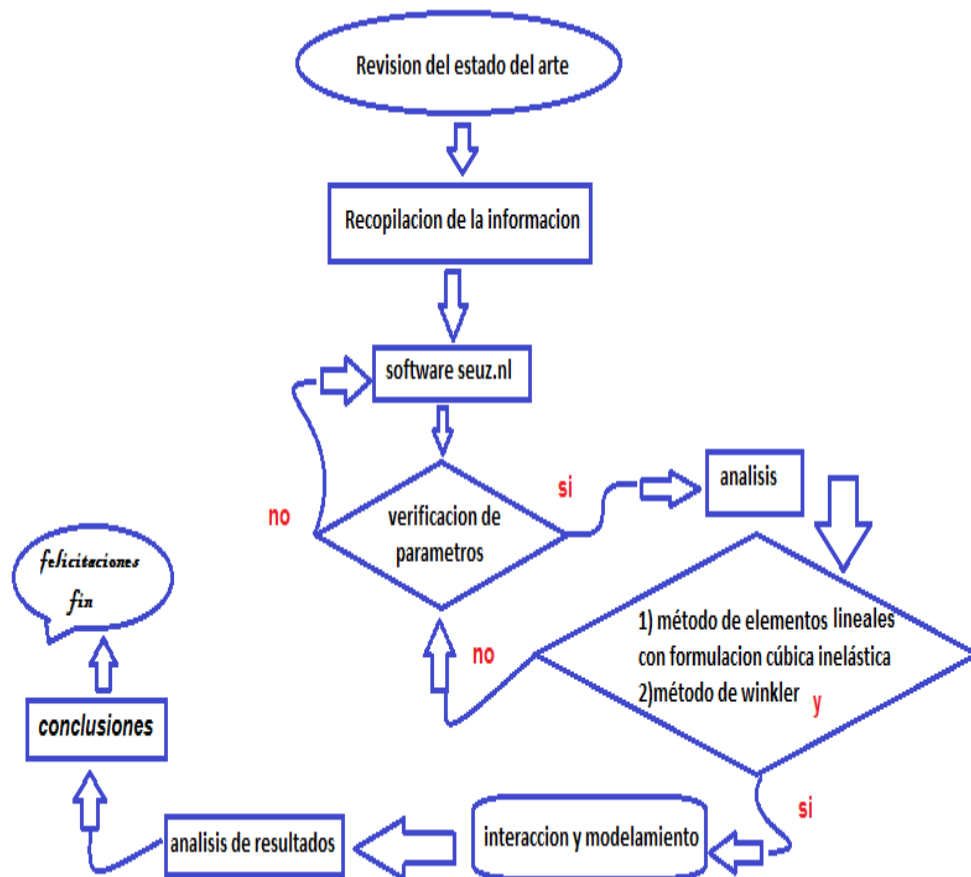 Revision del estado del arte
Recopilacion de la informacion
software seuz.nl
verificacion de
parametros
no
si
analisis
1) método de elementos lineales
con formulacion cúbica inelástica
2)método de winkler y
no
si
interaccion y modelamiento
analisis de resultados
conclusiones
felicitaciones
fin